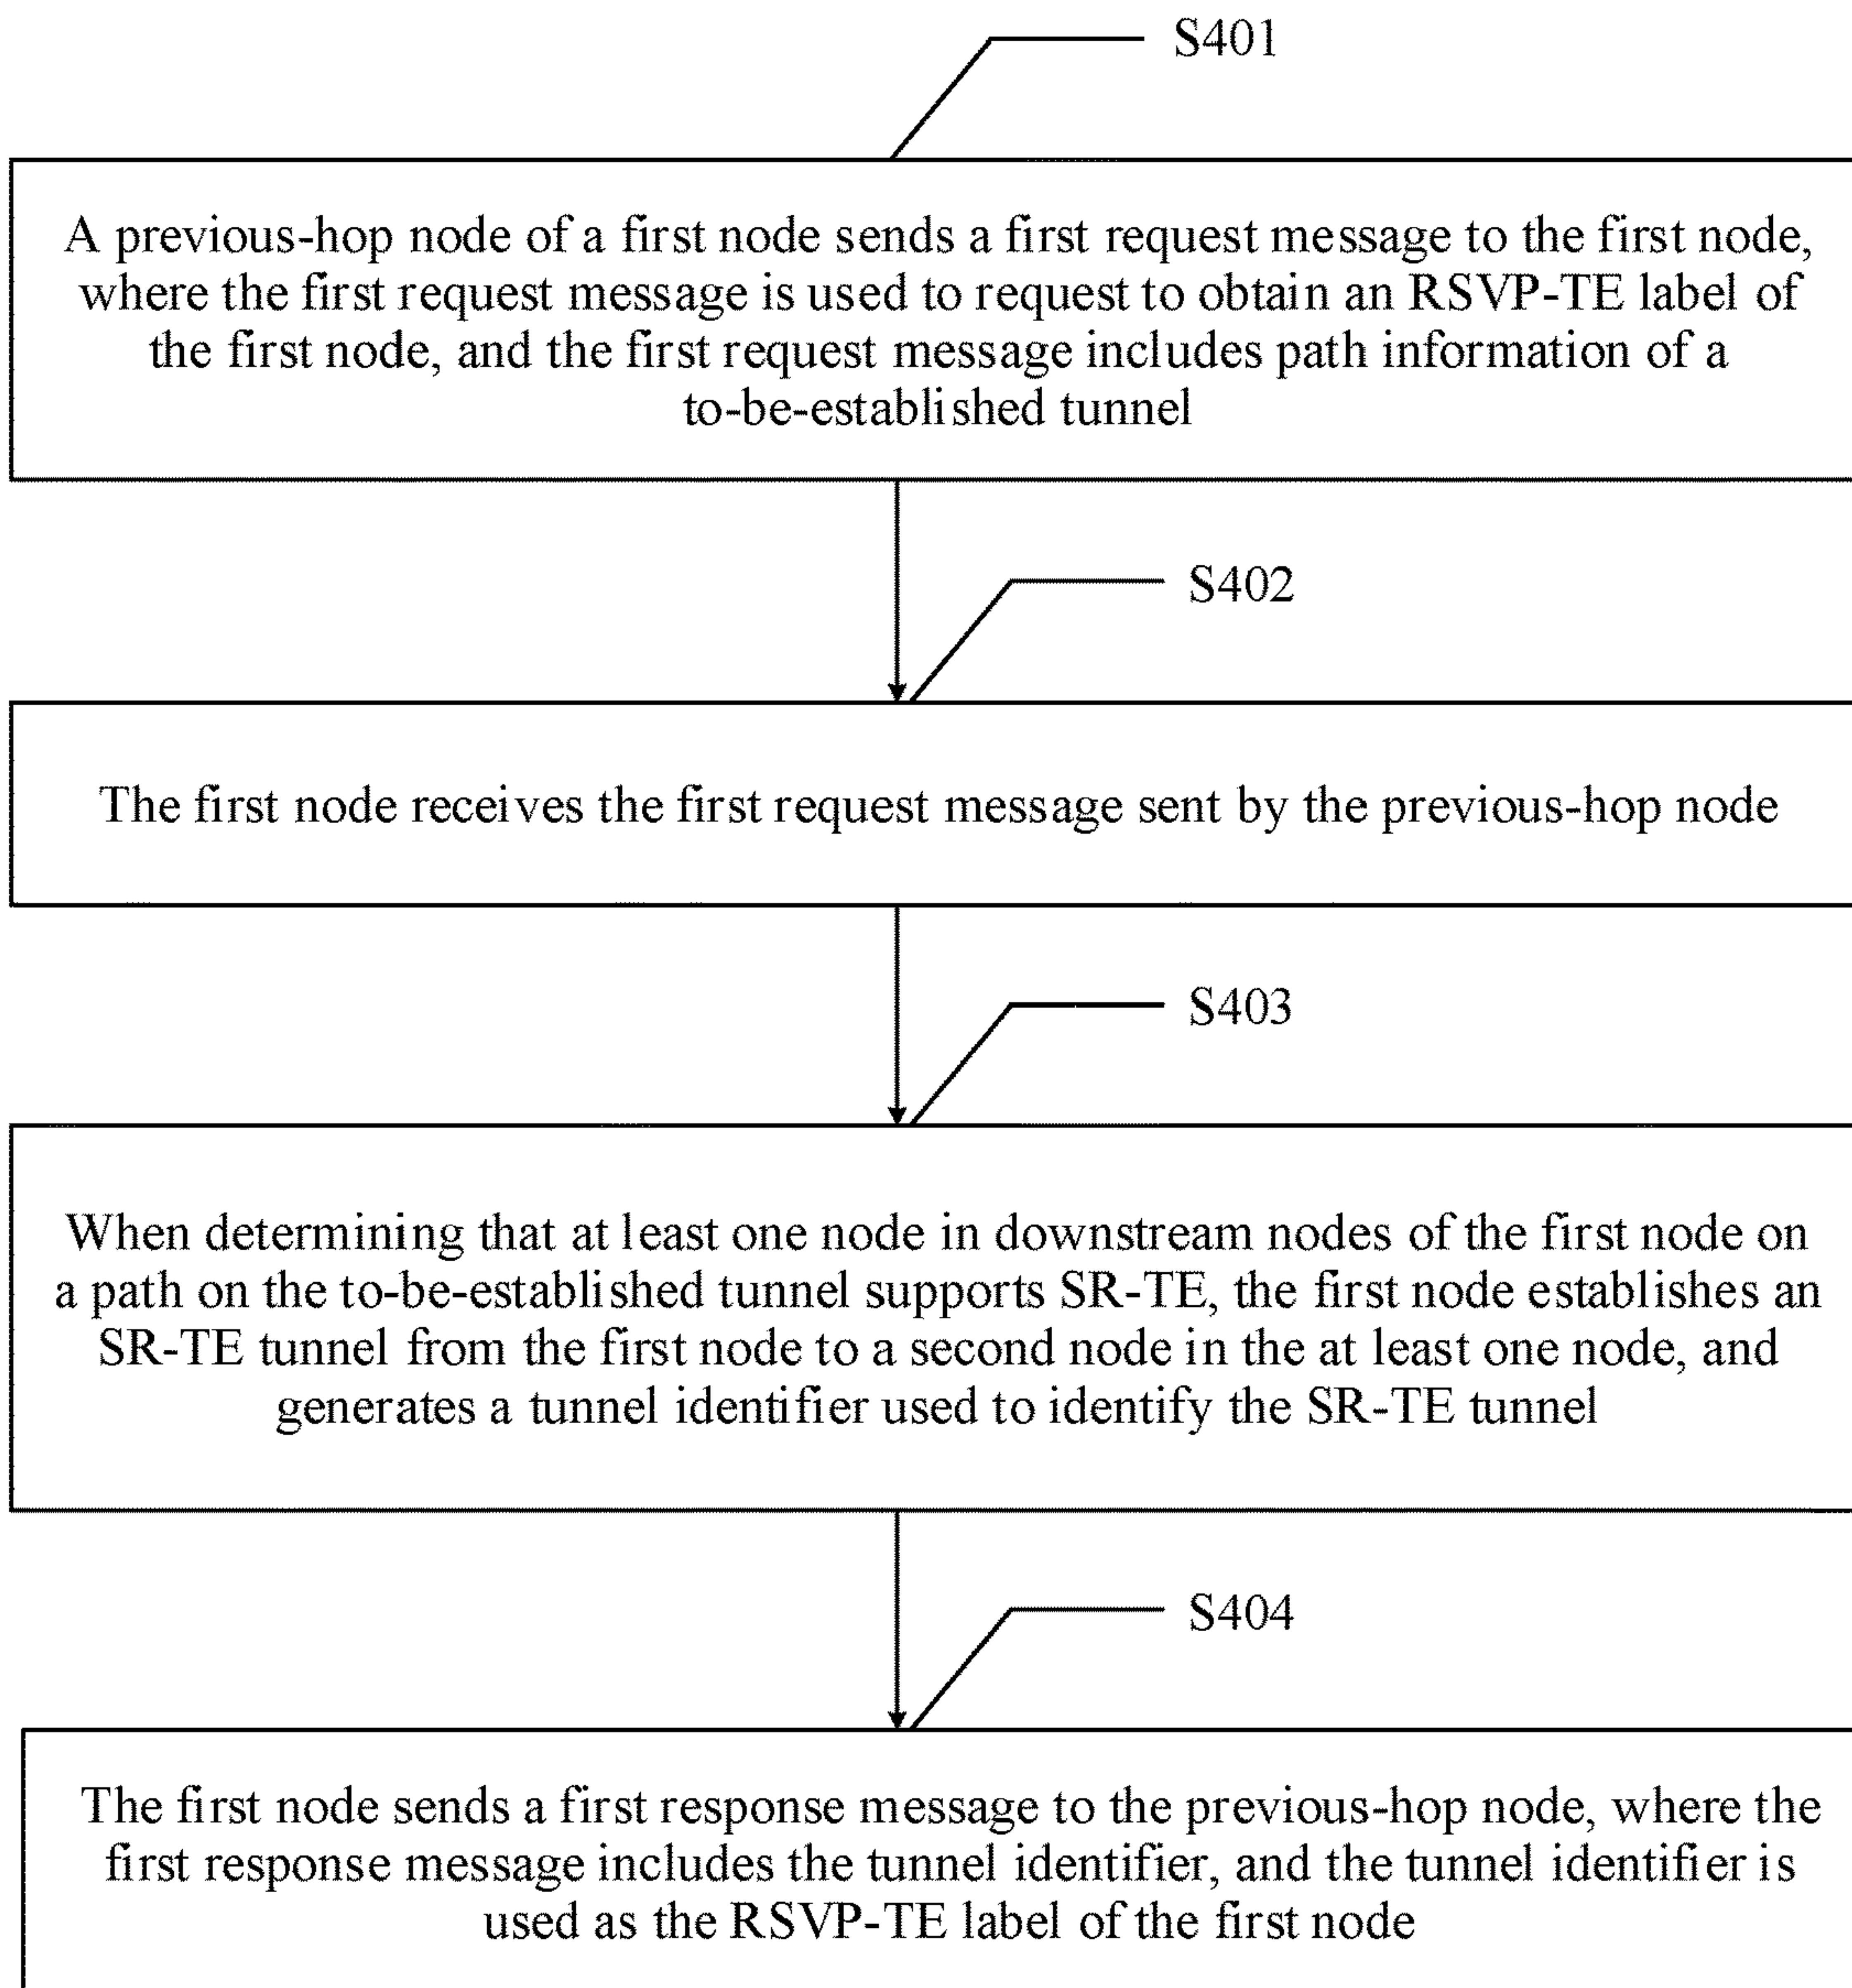 S401
A previous-hop node of a first node sends a first request message to the first node,
where the first request message is used to request to obtain an RSVP-TE label of
the first node, and the first request message includes path information of a
to-be-established tunnel
S402
The first node receives the first request message sent by the previous-hop node
S403
When determining that at least one node in downstream nodes of the first node on
a path on the to-be-established tunnel supports SR-TE, the first node establishes an
SR-TE tunnel from the first node to a second node in the at least one node, and
generates a tunnel identifier used to identify the SR-TE tunnel
S404
The first node sends a first response message to the previous-hop node, where the
first response message includes the tunnel identifier, and the tunnel identifier is
used as the RSVP-TE label of the first node